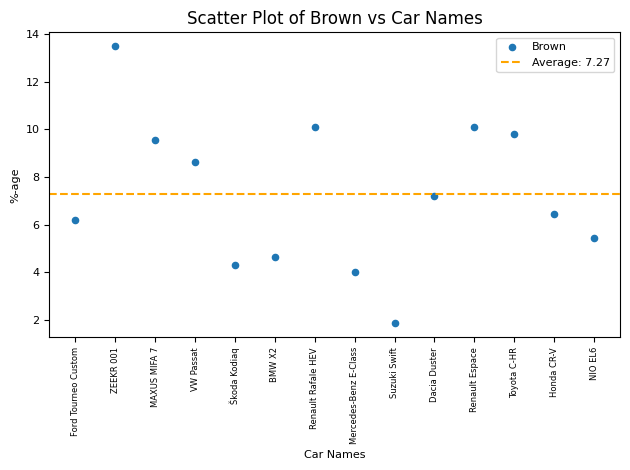 Scatter Plot of Brown vs Car Names
14
12
10
8
6
4
2
%-age
Brown
Average: 7.27
Ford Tourneo Custom
ZEEKR 001
MAXUS MIFA 7
VW Passat
Škoda Kodiaq
BMW X2
Renault Rafale HEV
Mercedes-Benz E-Class
Suzuki Swift
Dacia Duster
Renault Espace
Toyota C-HR
Honda CR-V
NIO EL6
Car Names